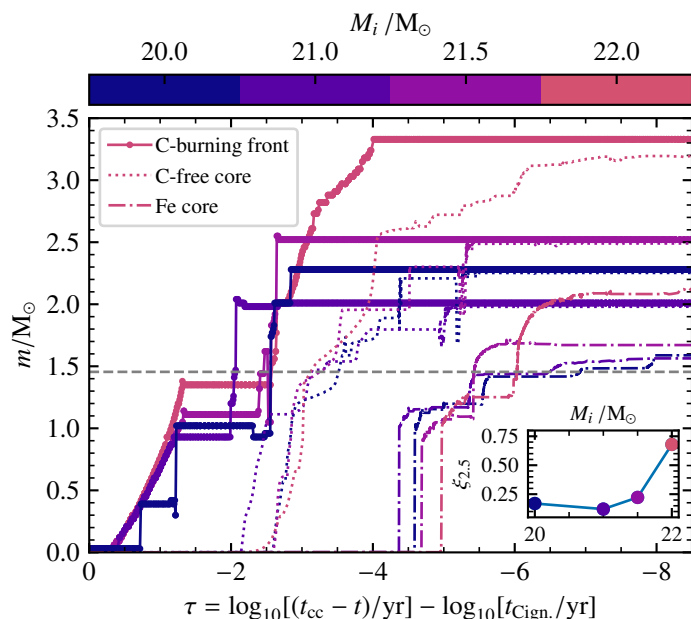 M_i /M_⊙
20.0 21.0 21.5 22.0
3.5
3.0
2.5
2.0
1.5
1.0
0.5
0.0
C-burning front
C-free core
Fe core
M_i /M_⊙
0.75
0.50
0.25
20 22
ξ_2.5
m/M_⊙
0 −2 −4 −6 −8
τ = log₁₀[(t_cc − t)/yr] − log₁₀[t_Cign./yr]